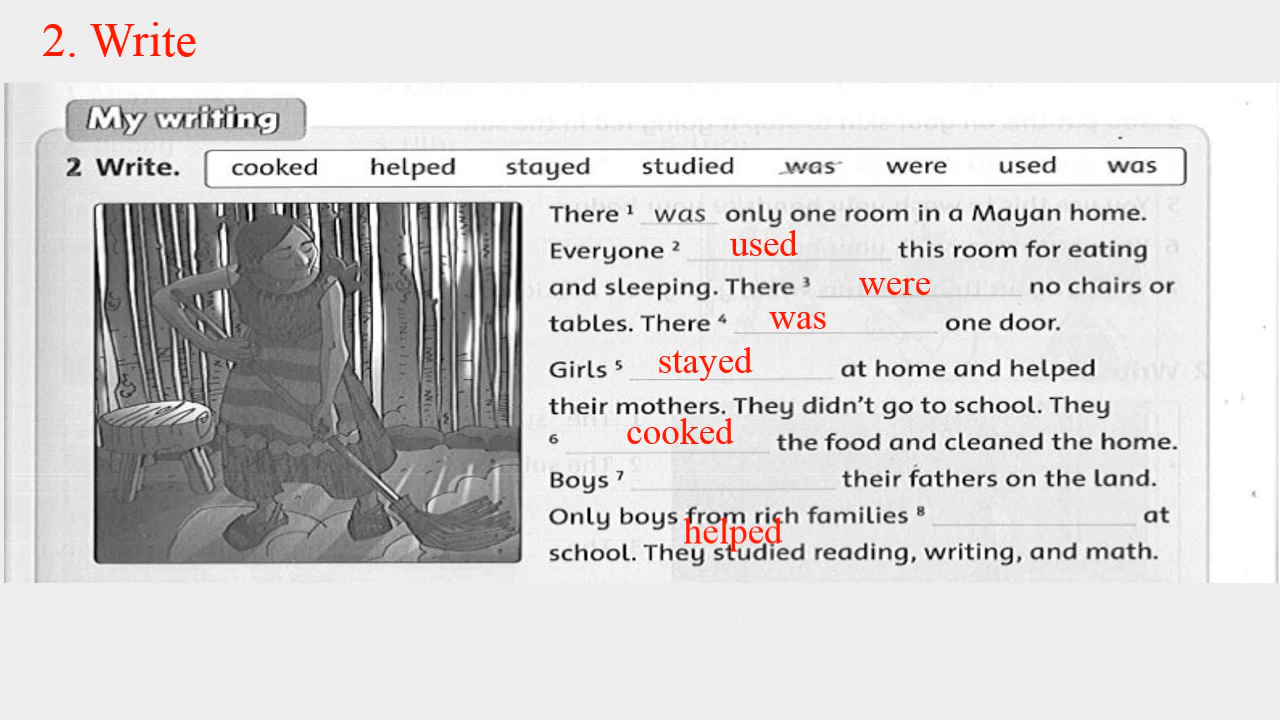 2. Write
My writing
2 Write. cooked helped stayed studied was were used was
There 1 was only one room in a Mayan home.
Everyone 2 used this room for eating
and sleeping. There 3 were no chairs or
tables. There 4 was one door.
Girls 5 stayed at home and helped
their mothers. They didn't go to school. They
6 cooked the food and cleaned the home.
Boys 7 ____ their fathers on the land.
Only boys from rich families 8 ____ at
helped
school. They studied reading, writing, and math.